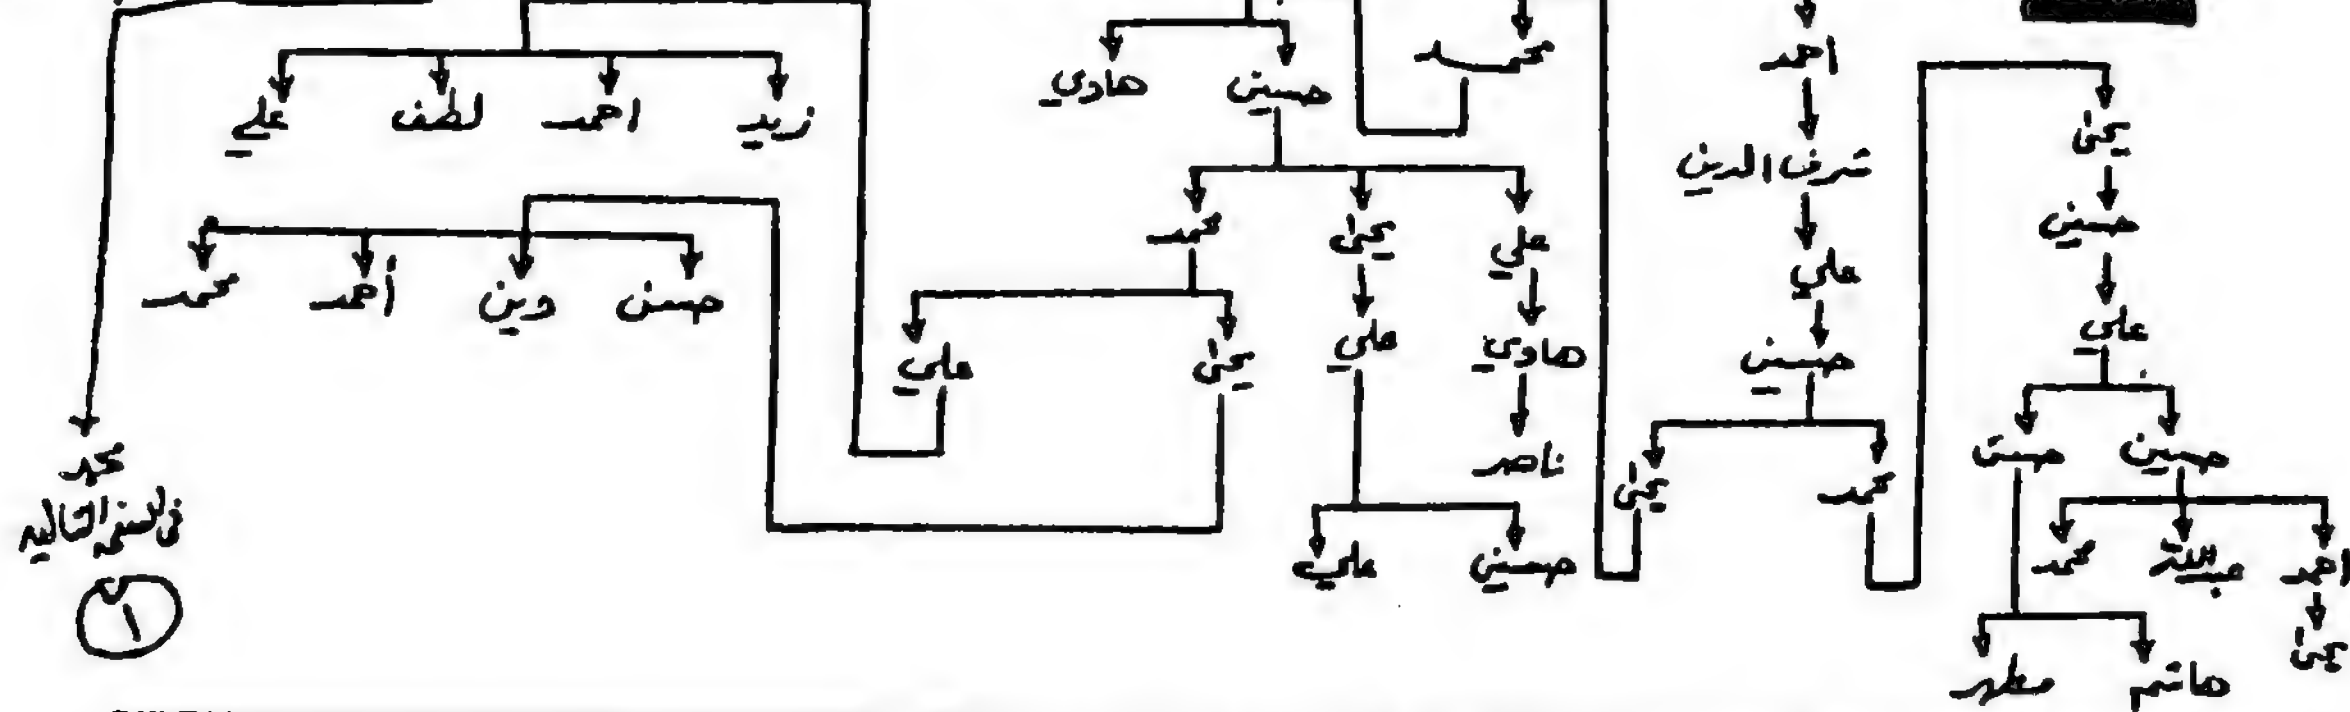 احمد
محمد
هادي حسين
علي لطف احمد زيد
يحيى
شرف الدين
حسين
محمد يحيى علي
علي
محمد أحمد دين حسن
علي
علي يحيى
علي هادي
حسين
حسن حسين
محمد
ناصر
يحيى محمد
في الصفحة التالية
علي حسين
محمد عبدالله احمد
١
يحيى
مطهر هاشم